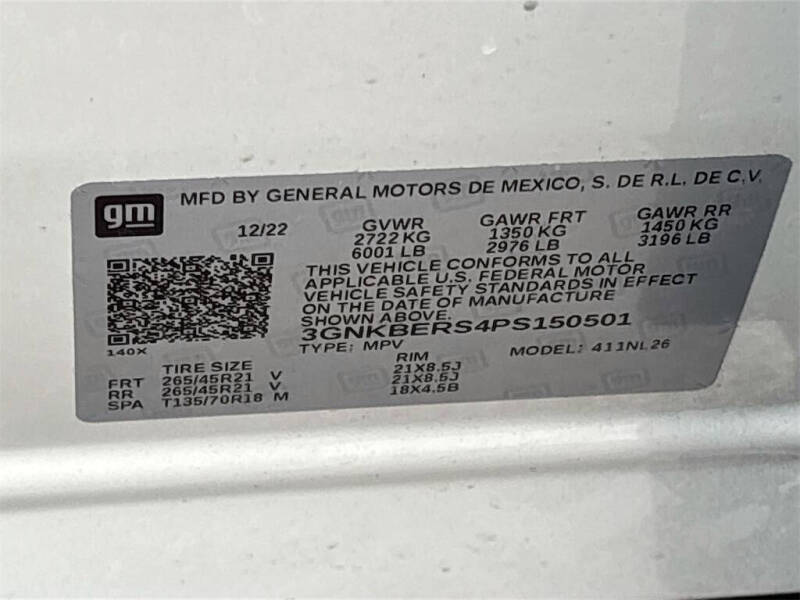 gm MFD BY GENERAL MOTORS DE MEXICO, S. DE R.L. DE C.V.
12/22 GVWR GAWR FRT GAWR RR
2722 KG 1350 KG 1450 KG
6001 LB 2976 LB 3196 LB
THIS VEHICLE CONFORMS TO ALL
APPLICABLE U.S. FEDERAL MOTOR
VEHICLE SAFETY STANDARDS IN EFFECT
ON THE DATE OF MANUFACTURE
SHOWN ABOVE.
3GNKBERS4PS150501
140X TYPE: MPV MODEL: 411NL26
TIRE SIZE RIM
FRT 265/45R21 V 21X8.5J
RR 265/45R21 V 21X8.5J
SPA T135/70R18 M 18X4.5B